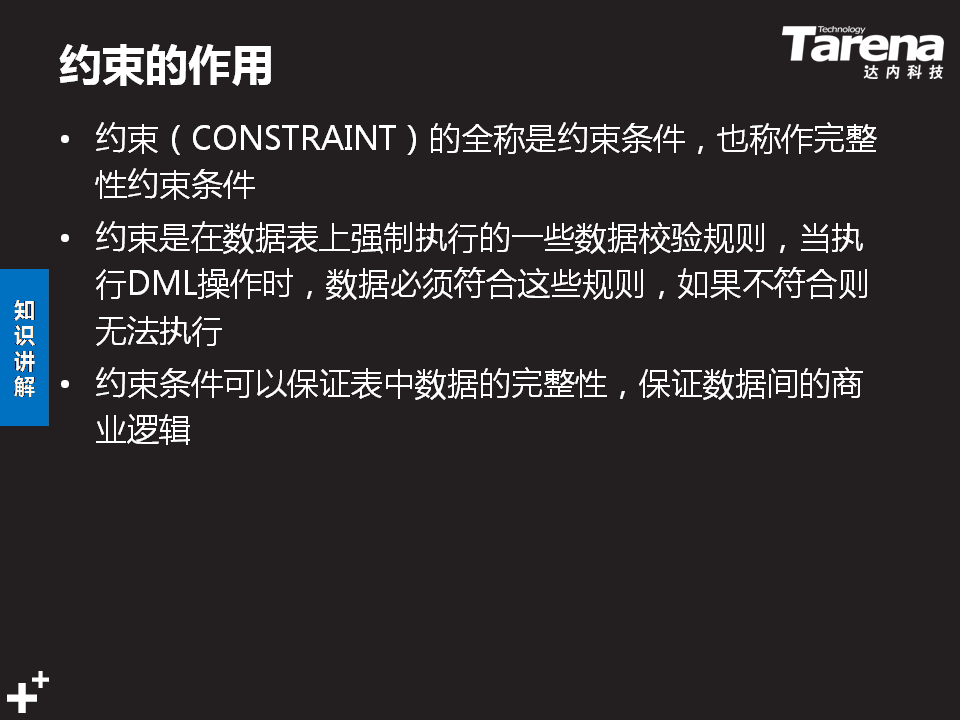 约束的作用
Technology
Tarena
达内科技
• 约束（CONSTRAINT）的全称是约束条件，也称作完整
性约束条件
• 约束是在数据表上强制执行的一些数据校验规则，当执
行DML操作时，数据必须符合这些规则，如果不符合则
无法执行
• 约束条件可以保证表中数据的完整性，保证数据间的商
业逻辑
知
识
讲
解